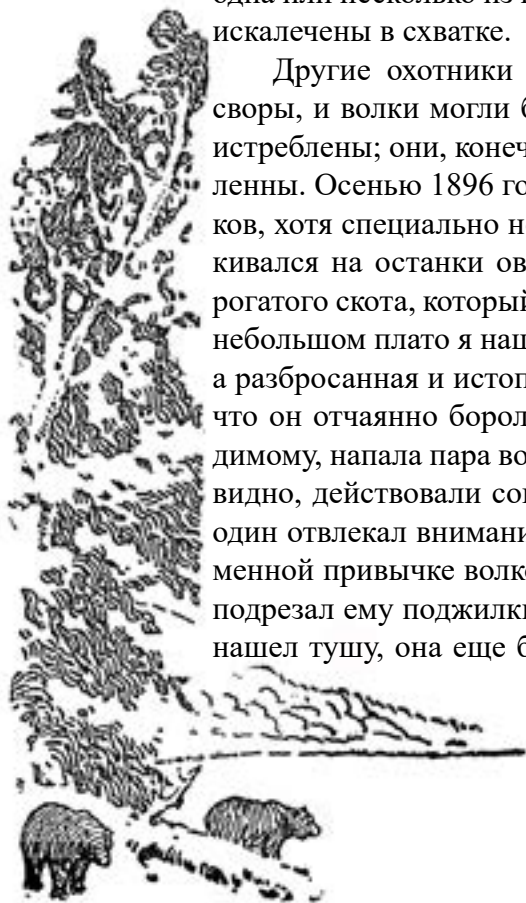 одна или несколько из
искалечены в схватке.
Другие охотники
своры, и волки могли
истреблены; они, конеч
ленны. Осенью 1896 го
ков, хотя специально н
кивался на останки ов
рогатого скота, который
небольшом плато я наш
а разбросанная и истоп
что он отчаянно борол
димому, напала пара во
видно, действовали со
один отвлекал внимани
менной привычке волк
подрезал ему поджилк
нашел тушу, она еще б